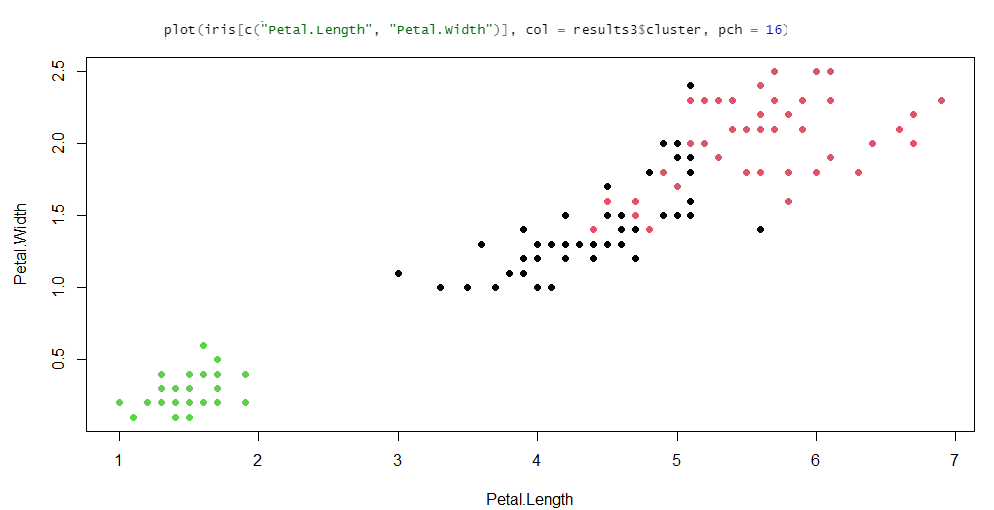 plot(iris[c("Petal.Length", "Petal.Width")], col = results3$cluster, pch = 16)
2.5
2.0
1.5
1.0
0.5
Petal.Width
1 2 3 4 5 6 7
Petal.Length